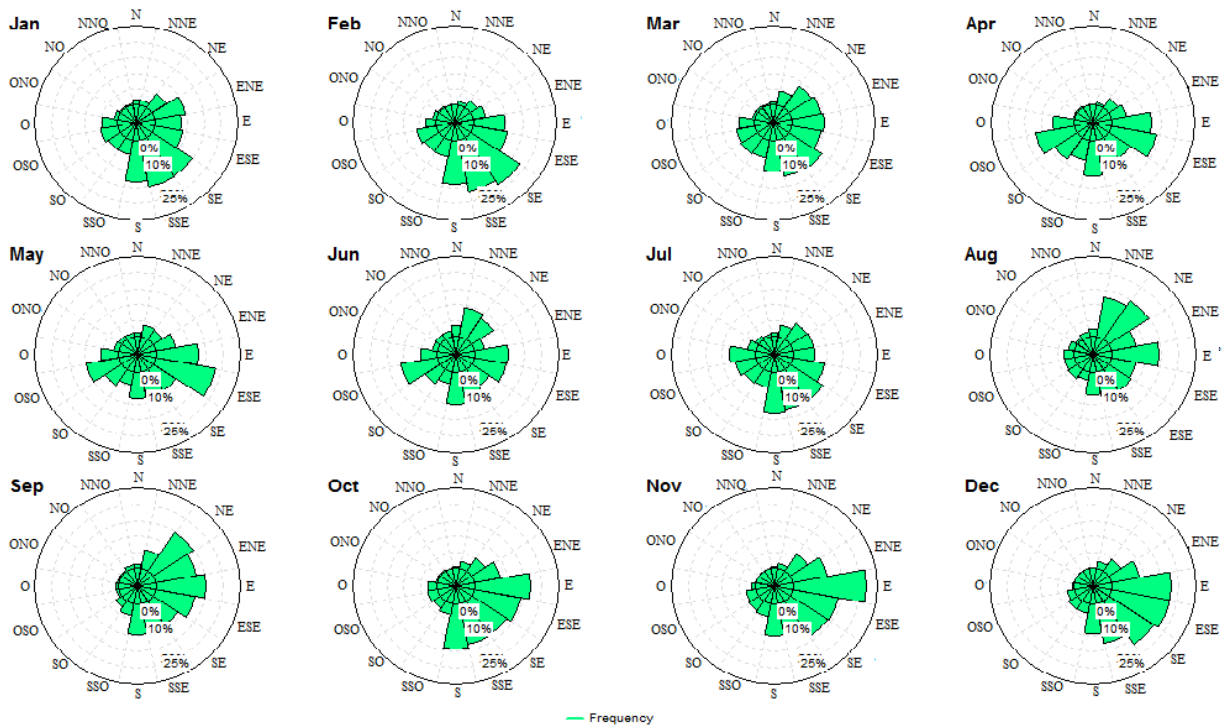 Jan Feb Mar Apr
N N N N
NNQ NNE NNO NNE NNO NNE NNO NNE
NO NE NO NE NO NE NO NE
ONO ENE ONO ENE ONO ENE ONO ENE
O E O E O E O E
0% 0% 0% 0%
10% 10% 10% 10%
OSO ESE OSO ESE OSO ESE OSO ESE
25% 25% 25% 25%
SO SE SO SE SO SE SO SE
SSO SSE SSO SSE SSO SSE SSO SSE
S S S S
May Jun Jul Aug
N N N N
NNO NNE NNO NNE NNO NNE NNO NNE
NO NE NO NE NO NE NO NE
ONO ENE ONO ENE ONO ENE ONO ENE
O E O E O E O E
0% 0% 0% 0%
10% 10% 10% 10%
OSO ESE OSO ESE OSO ESE OSO ESE
25% 25% 25% 25%
SO SE SO SE SO SE SO SE
SSO SSE SSO SSE SSO SSE SSO SSE
S S S S
Sep Oct Nov Dec
N N N N
NNO NNE NNO NNE NNQ NNE NNO NNE
NO NE NO NE NO NE NO NE
ONO ENE ONO ENE ONO ENE ONO ENE
O E O E O E O E
0% 0% 0% 0%
10% 10% 10% 10%
OSO ESE OSO ESE OSO ESE OSO ESE
25% 25% 25% 25%
SO SE SO SE SO SE SO SE
SSO SSE SSO SSE SSO SSE SSO SSE
S S S S
Frequency